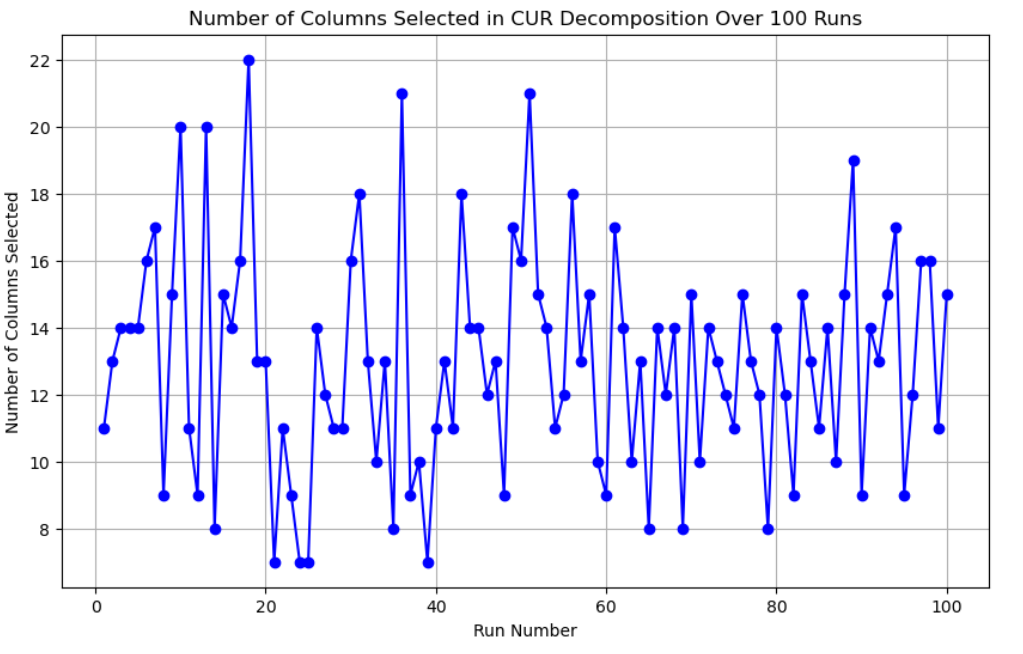 Number of Columns Selected in CUR Decomposition Over 100 Runs
Number of Columns Selected
22
20
18
16
14
12
10
8
0 20 40 60 80 100
Run Number